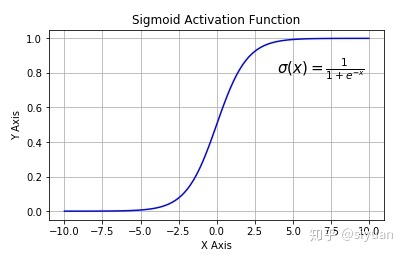 Sigmoid Activation Function
1.0
σ(x) = 1/(1 + e^{-x})
0.8
0.6
Y Axis
0.4
0.2
0.0
−10.0 −7.5 −5.0 −2.5 0.0 2.5 5.0 7.5 10.0
X Axis
知乎 @slyuan